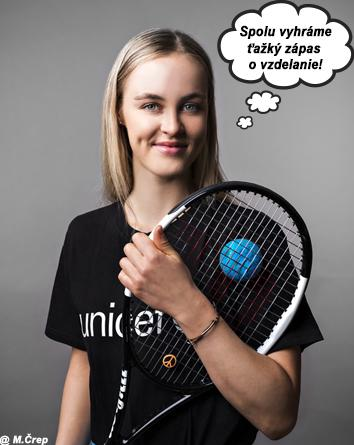 Spolu vyhráme
ťažký zápas
o vzdelanie!
unicef
@ M.Črep